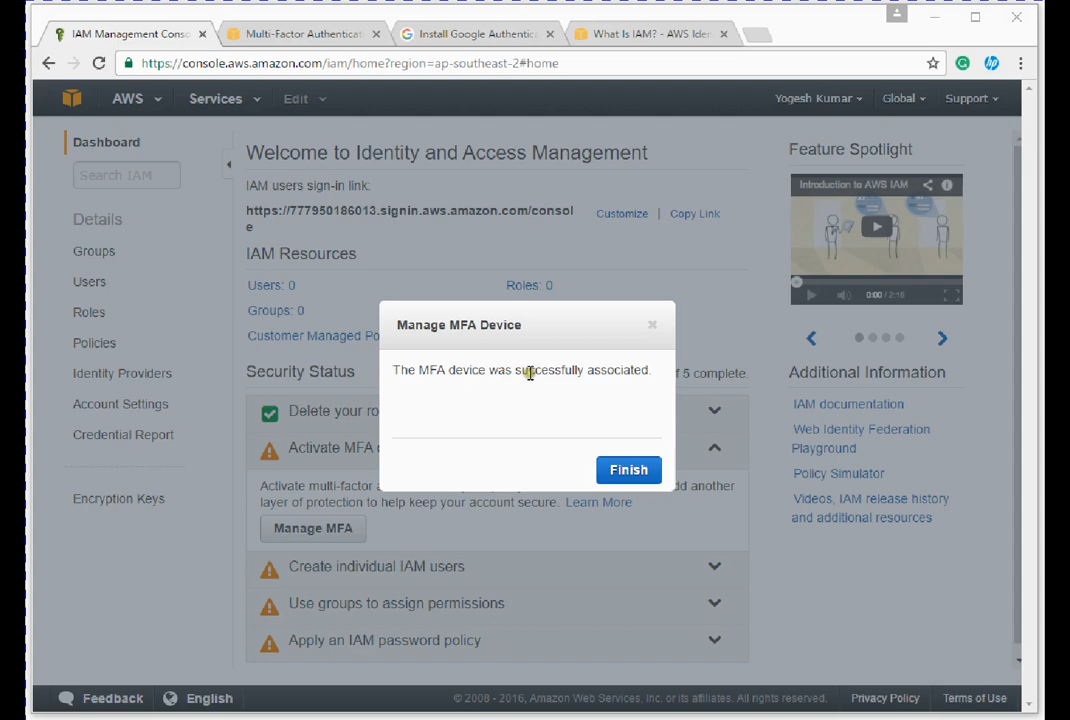 IAM Management Conso
Multi-Factor Authenticat
Install Google Authentic
What Is IAM? - AWS Iden
https://console.aws.amazon.com/iam/home?region=ap-southeast-2#home
AWS
Services
Edit
Yogesh Kumar
Global
Support
Dashboard
Search IAM
Details
Groups
Users
Roles
Policies
Identity Providers
Account Settings
Credential Report
Encryption Keys
Welcome to Identity and Access Management
IAM users sign-in link:
https://777950186013.signin.aws.amazon.com/consol
e
Customize | Copy Link
IAM Resources
Users: 0
Roles: 0
Groups: 0
Customer Managed Po
Security Status
f 5 complete.
Delete your ro
Activate MFA
Activate multi-factor a
dd another
layer of protection to help keep your account secure. Learn More
Manage MFA
Create individual IAM users
Use groups to assign permissions
Apply an IAM password policy
Manage MFA Device
The MFA device was successfully associated.
Finish
Feature Spotlight
Introduction to AWS IAM
0:00 / 2:16
Additional Information
IAM documentation
Web Identity Federation
Playground
Policy Simulator
Videos, IAM release history
and additional resources
Feedback
English
© 2008 - 2016, Amazon Web Services, Inc. or its affiliates. All rights reserved.
Privacy Policy
Terms of Use